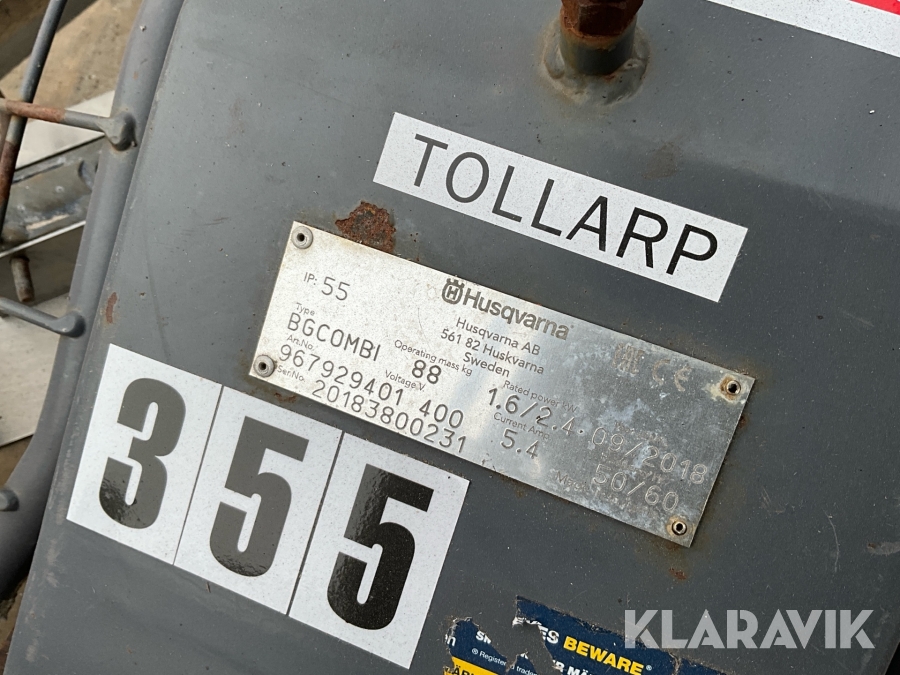 TOLLARP
IP: 55
Husqvarna
Husqvarna AB
561 82 Huskvarna
Sweden
Type
BGCOMBI
Operating mass kg
88
Rated power kW
1.6/2.4
09/2018
Art.No.
967929401
Voltage.V
400
Current Amp
5.4
50/60
Ser.No.
20183800231
355
BEWARE®
® Register
KLARAVIK